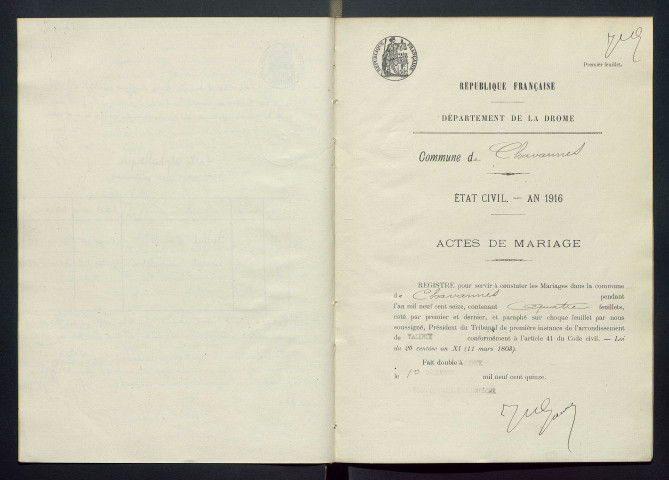 Premier feuillet.
RÉPUBLIQUE FRANÇAISE
RÉPUBLIQUE FRANÇAISE
DÉPARTEMENT DE LA DROME
Commune de Chavannes
ÉTAT CIVIL. — AN 1916
ACTES DE MARIAGE
REGISTRE pour servir à constater les Mariages dans la commune
de Chavannes pendant
l'an mil neuf cent seize, contenant quatre feuillets,
coté par premier et dernier, et paraphé sur chaque feuillet par nous
soussigné, Président du Tribunal de première instance de l'arrondissement
de VALENCE conformément à l'article 41 du Code civil. — Loi
du 20 ventôse an XI (11 mars 1803)
Fait double à
le 1er mil neuf cent quinze.